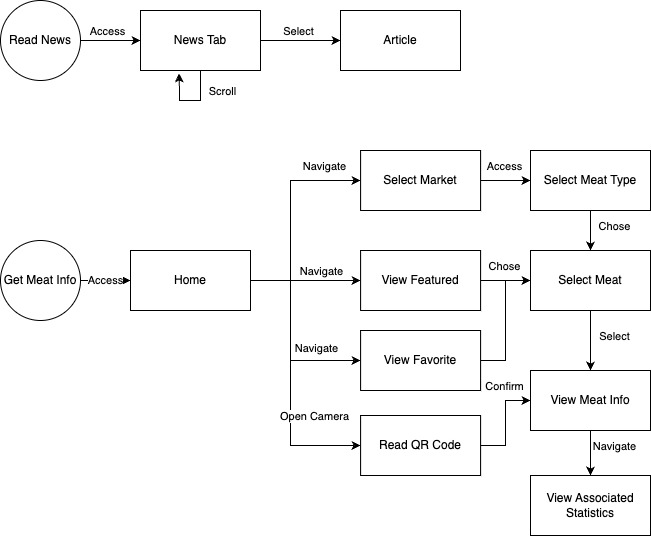 Read News
Access
News Tab
Select
Article
Scroll
Navigate
Select Market
Access
Select Meat Type
Chose
Get Meat Info
Access
Home
Navigate
View Featured
Chose
Select Meat
Navigate
View Favorite
Select
Confirm
View Meat Info
Open Camera
Read QR Code
Navigate
View Associated
Statistics